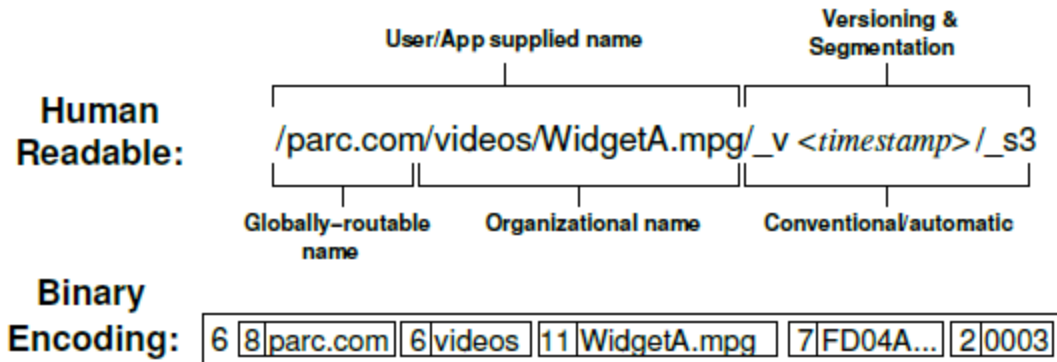 Versioning &
User/App supplied name Segmentation
Human
Readable: /parc.com/videos/WidgetA.mpg/_v <timestamp>/_s3
Globally-routable Organizational name Conventional/automatic
name
Binary
Encoding: 6 8 parc.com 6 videos 11 WidgetA.mpg 7 FD04A... 2 0003